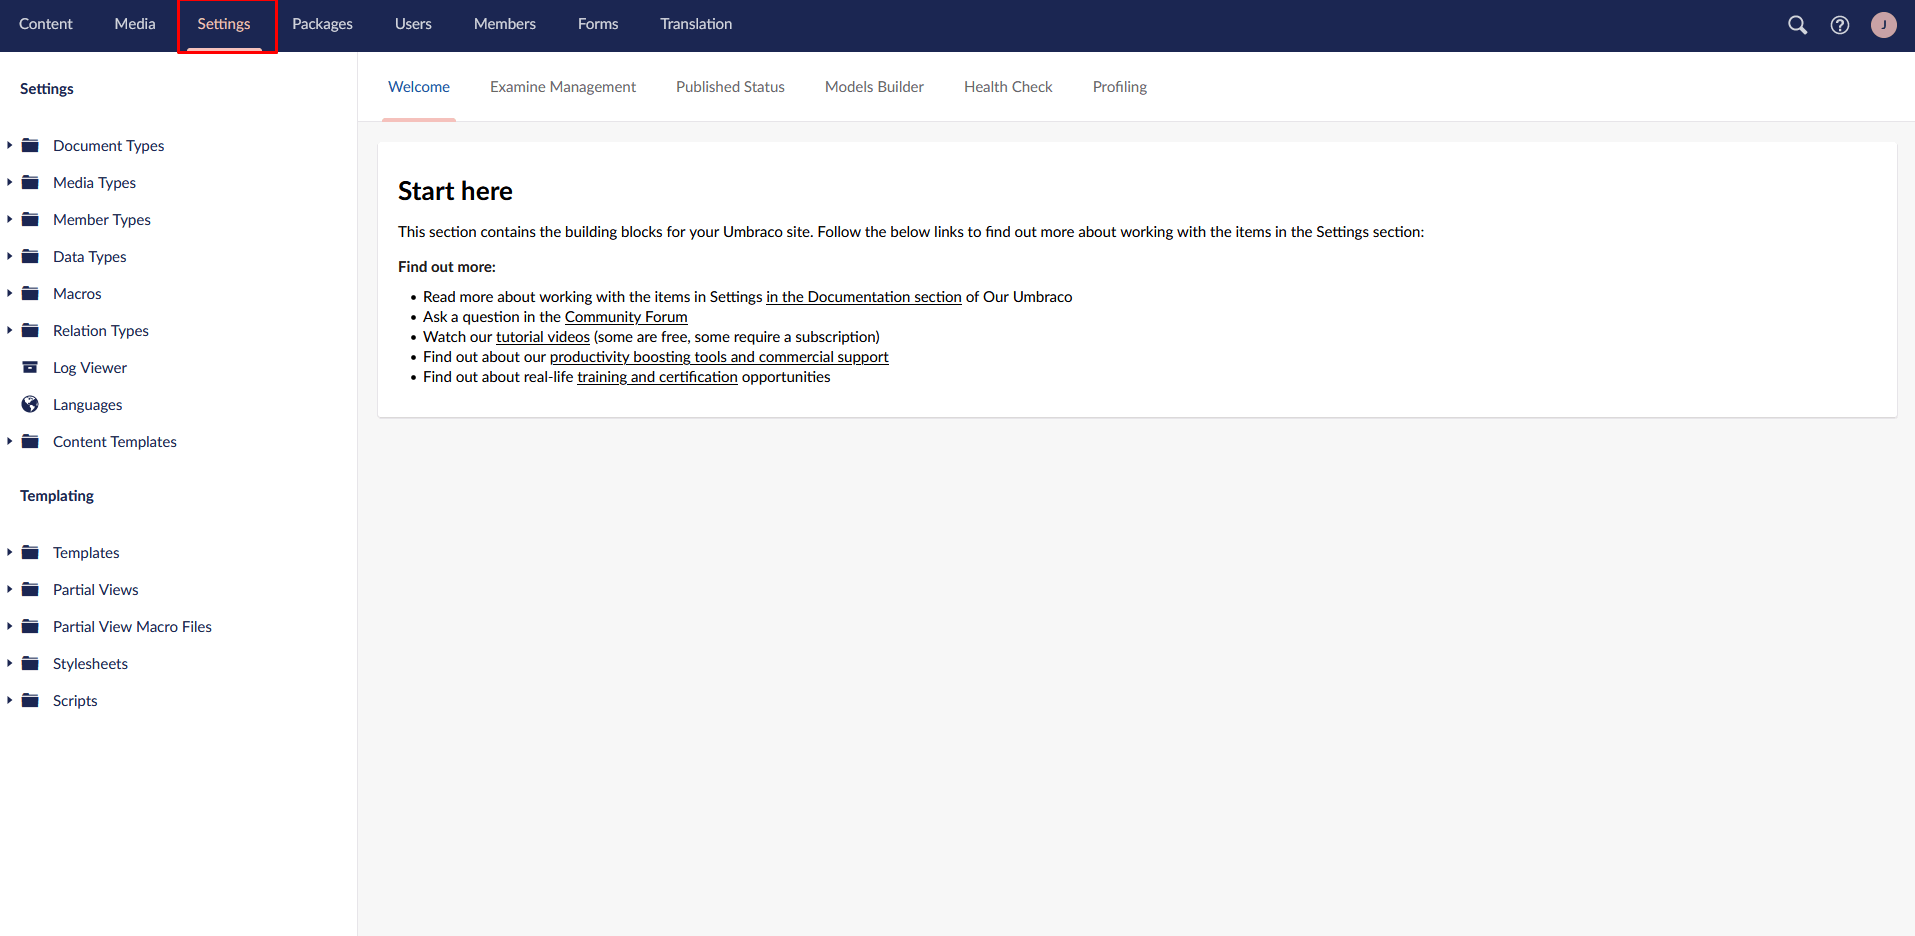 Content Media Settings Packages Users Members Forms Translation J
Settings
Document Types
Media Types
Member Types
Data Types
Macros
Relation Types
Log Viewer
Languages
Content Templates
Templating
Templates
Partial Views
Partial View Macro Files
Stylesheets
Scripts
Welcome Examine Management Published Status Models Builder Health Check Profiling
Start here
This section contains the building blocks for your Umbraco site. Follow the below links to find out more about working with the items in the Settings section:
Find out more:
• Read more about working with the items in Settings in the Documentation section of Our Umbraco
• Ask a question in the Community Forum
• Watch our tutorial videos (some are free, some require a subscription)
• Find out about our productivity boosting tools and commercial support
• Find out about real-life training and certification opportunities